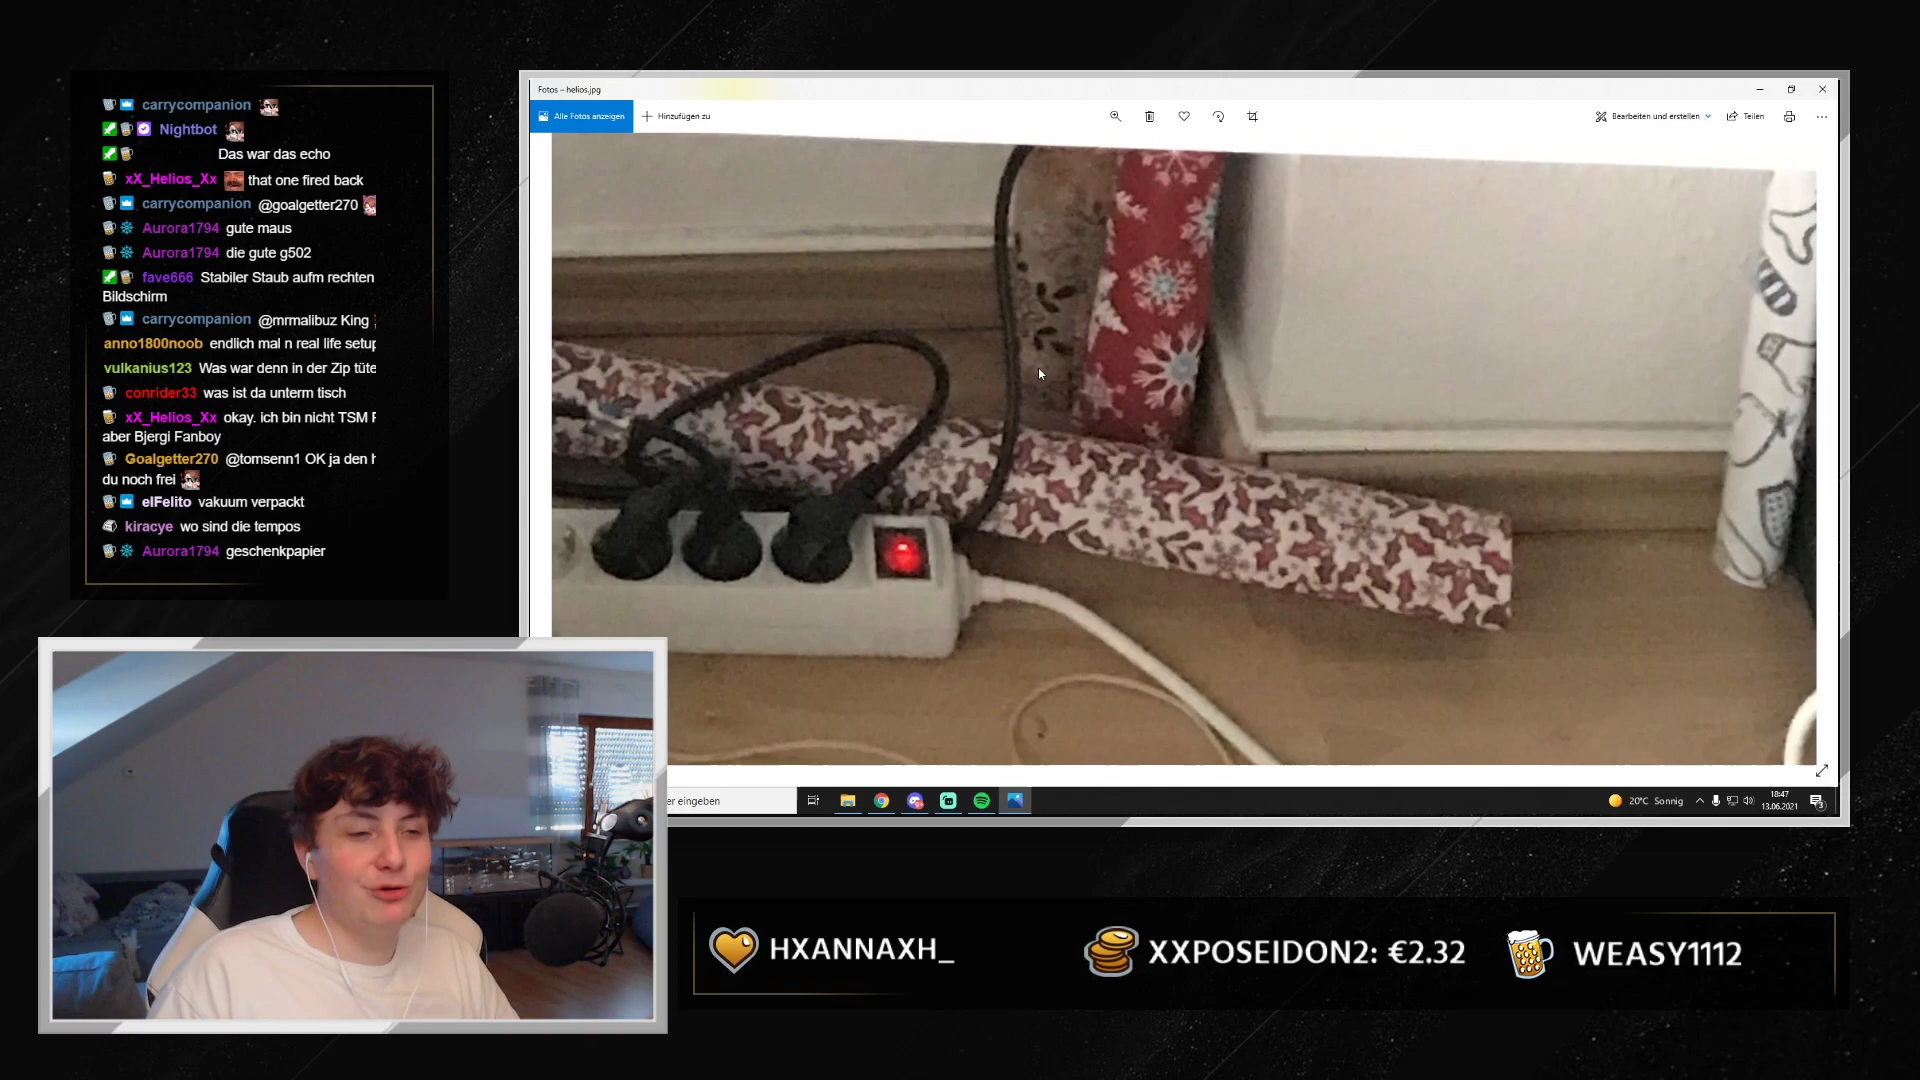 carrycompanion
Nightbot
Das war das echo
xX_Helios_Xx that one fired back
carrycompanion @goalgetter270
Aurora1794 gute maus
Aurora1794 die gute g502
fave666 Stabiler Staub aufm rechten
Bildschirm
carrycompanion @mrmalibuz King
anno1800noob endlich mal n real life setup
vulkanius123 Was war denn in der Zip tüte
conrider33 was ist da unterm tisch
xX_Helios_Xx okay. ich bin nicht TSM F
aber Bjergi Fanboy
Goalgetter270 @tomsenn1 OK ja den h
du noch frei
elFelito vakuum verpackt
kiracye wo sind die tempos
Aurora1794 geschenkpapier
Fotos – helios.jpg
Alle Fotos anzeigen
Hinzufügen zu
Bearbeiten und erstellen
Teilen
er eingeben
20°C Sonnig
18:47
13.06.2021
3
HXANNAXH_
XXPOSEIDON2: €2.32
WEASY1112